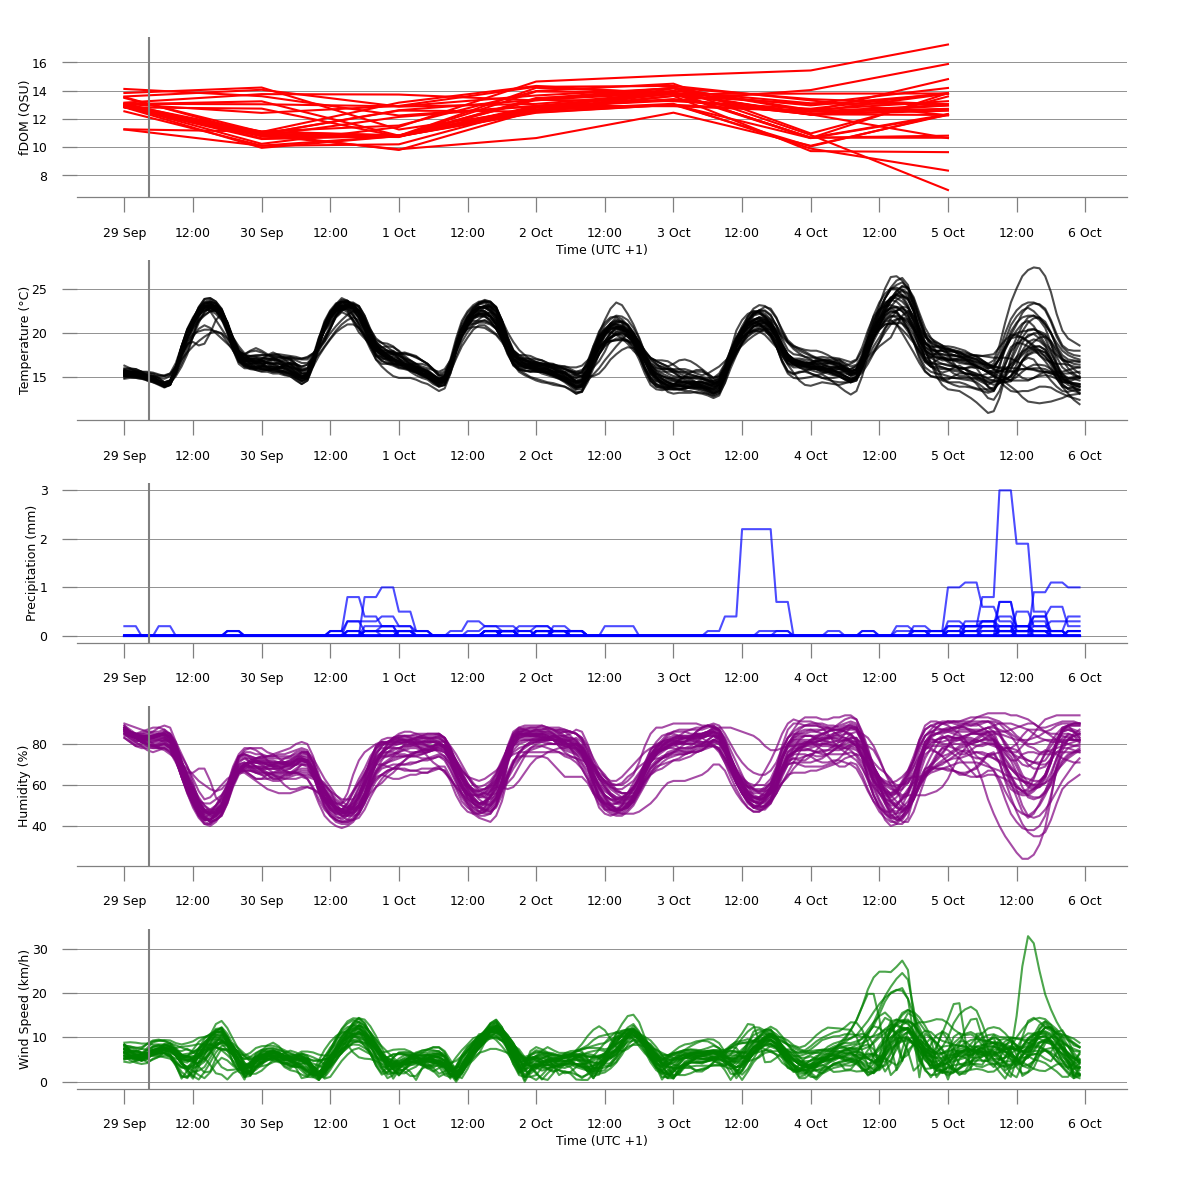 fDOM (QSU)
16
14
12
10
8
29 Sep 12:00 30 Sep 12:00 1 Oct 12:00 2 Oct 12:00 3 Oct 12:00 4 Oct 12:00 5 Oct 12:00 6 Oct
Time (UTC +1)
Temperature (°C)
25
20
15
29 Sep 12:00 30 Sep 12:00 1 Oct 12:00 2 Oct 12:00 3 Oct 12:00 4 Oct 12:00 5 Oct 12:00 6 Oct
Precipitation (mm)
3
2
1
0
29 Sep 12:00 30 Sep 12:00 1 Oct 12:00 2 Oct 12:00 3 Oct 12:00 4 Oct 12:00 5 Oct 12:00 6 Oct
Humidity (%)
80
60
40
29 Sep 12:00 30 Sep 12:00 1 Oct 12:00 2 Oct 12:00 3 Oct 12:00 4 Oct 12:00 5 Oct 12:00 6 Oct
Wind Speed (km/h)
30
20
10
0
29 Sep 12:00 30 Sep 12:00 1 Oct 12:00 2 Oct 12:00 3 Oct 12:00 4 Oct 12:00 5 Oct 12:00 6 Oct
Time (UTC +1)